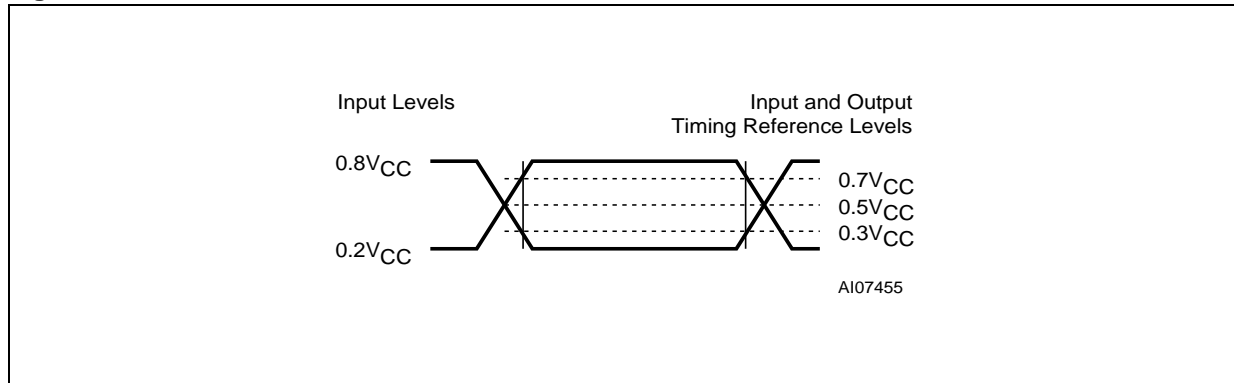 Input Levels
Input and Output
Timing Reference Levels
0.8VCC
0.2VCC
0.7VCC
0.5VCC
0.3VCC
AI07455